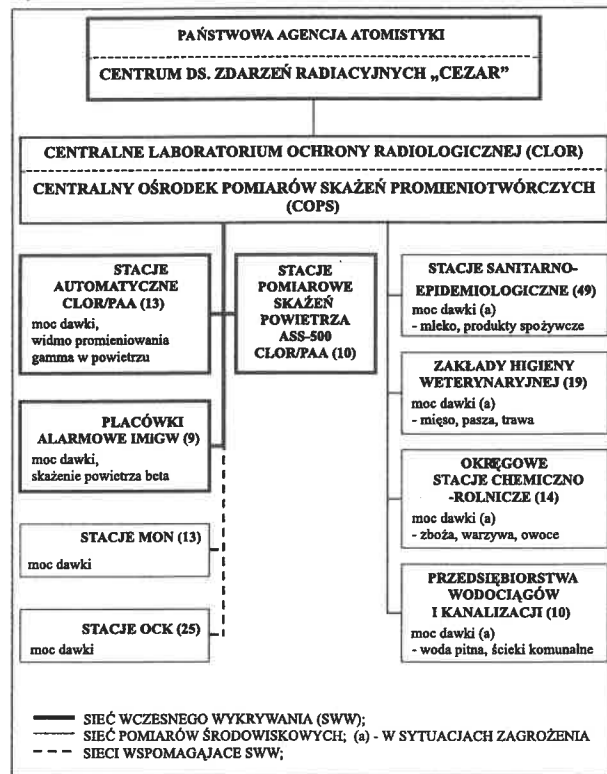 PAŃSTWOWA AGENCJA ATOMISTYKI
CENTRUM DS. ZDARZEŃ RADIACYJNYCH „CEZAR”
CENTRALNE LABORATORIUM OCHRONY RADIOLOGICZNEJ (CLOR)
CENTRALNY OŚRODEK POMIARÓW SKAŻEŃ PROMIENIOTWÓRCZYCH
(COPS)
STACJE
AUTOMATYCZNE
CLOR/PAA (13)
moc dawki,
widmo promieniowania
gamma w powietrzu
PLACÓWKI
ALARMOWE IMiGW (9)
moc dawki,
skażenie powietrza beta
STACJE MON (13)
moc dawki
STACJE OCK (25)
moc dawki
STACJE
POMIAROWE
SKAŻEŃ
POWIETRZA
ASS-500
CLOR/PAA (10)
STACJE SANITARNO-
EPIDEMIOLOGICZNE (49)
moc dawki (a)
- mleko, produkty spożywcze
ZAKŁADY HIGIENY
WETERYNARYJNEJ (19)
moc dawki (a)
- mięso, pasza, trawa
OKRĘGOWE
STACJE CHEMICZNO
-ROLNICZE (14)
moc dawki (a)
- zboża, warzywa, owoce
PRZEDSIĘBIORSTWA
WODOCIĄGÓW
I KANALIZACJI (10)
moc dawki (a)
- woda pitna, ścieki komunalne
SIEĆ WCZESNEGO WYKRYWANIA (SWW);
SIEĆ POMIARÓW ŚRODOWISKOWYCH; (a) - W SYTUACJACH ZAGROŻENIA
SIECI WSPOMAGAJACE SWW;